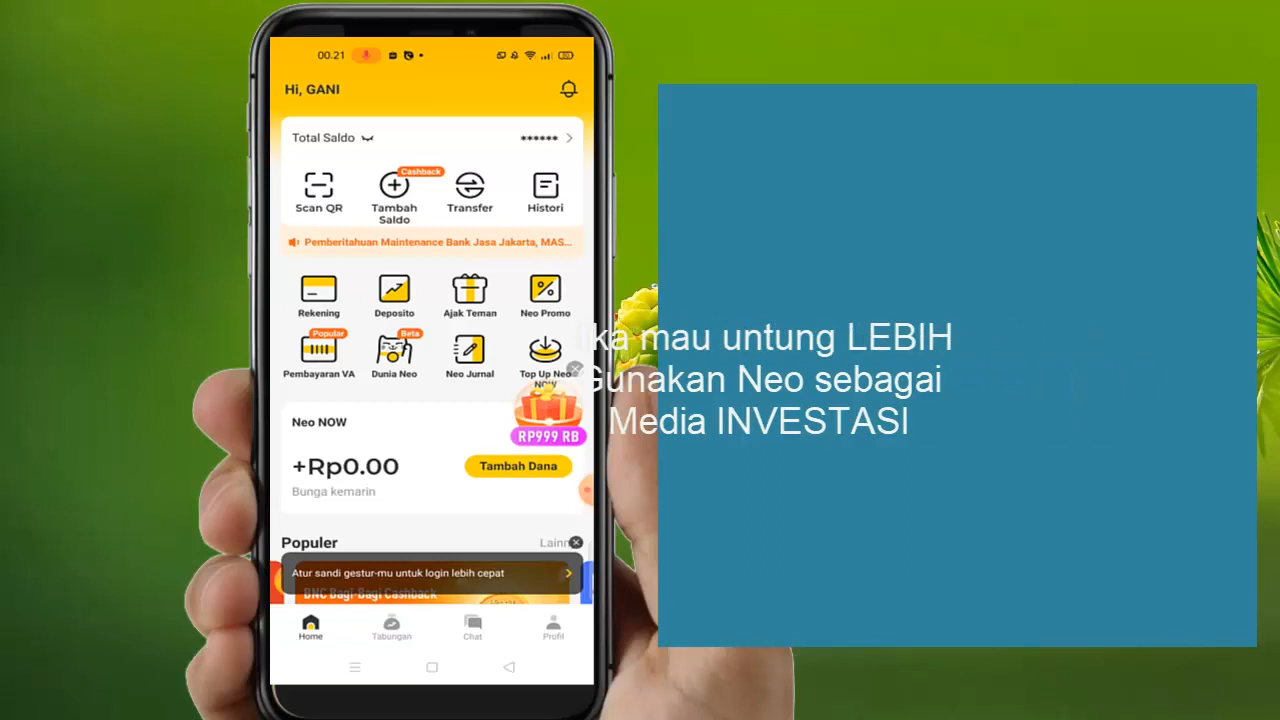 00.21
Hi, GANI
Total Saldo
******
Cashback
Scan QR
Tambah
Saldo
Transfer
Histori
Pemberitahuan Maintenance Bank Jasa Jakarta, MAS...
Rekening
Deposito
Ajak Teman
Neo Promo
Popular
Beta
Pembayaran VA
Dunia Neo
Neo Jurnal
Top Up Neo
NOW
Jika mau untung LEBIH
Gunakan Neo sebagai
Media INVESTASI
Neo NOW
RP999 RB
+Rp0.00
Tambah Dana
Bunga kemarin
Populer
Atur sandi gestur-mu untuk login lebih cepat
BNC Bagi-Bagi Cashback
Home
Tabungan
Chat
Profil